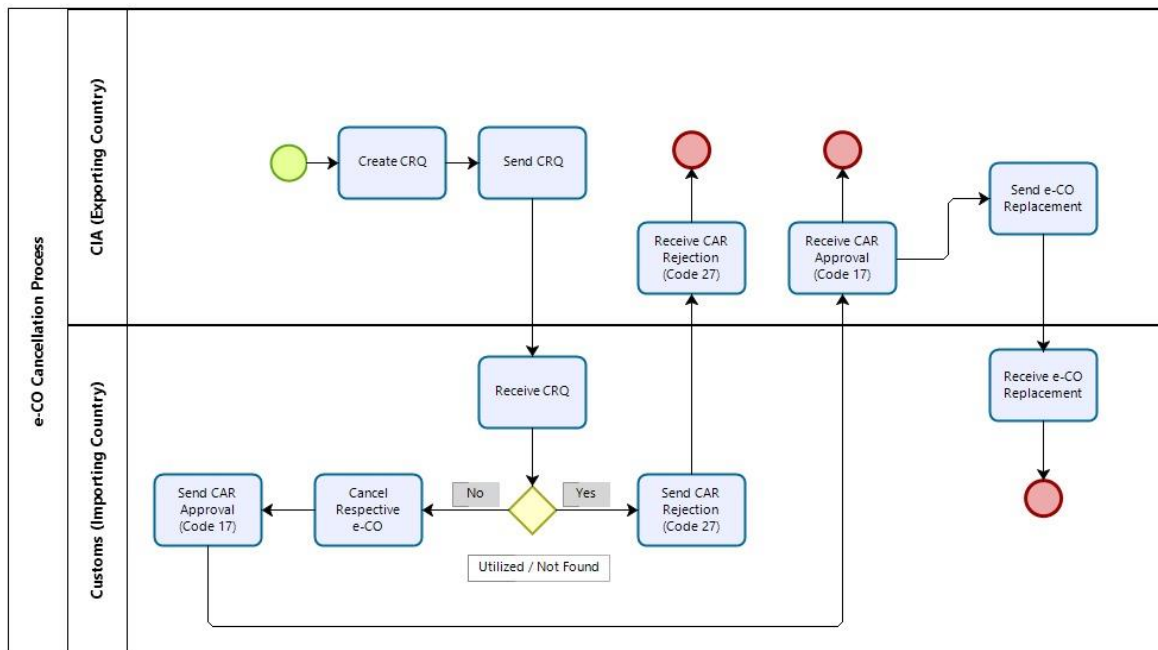 e-CO Cancellation Process
CIA (Exporting Country)
Create CRQ
Send CRQ
Receive CAR
Rejection
(Code 27)
Receive CAR
Approval
(Code 17)
Send e-CO
Replacement
Customs (Importing Country)
Receive CRQ
Receive e-CO
Replacement
Send CAR
Approval
(Code 17)
Cancel
Respective
e-CO
No
Yes
Send CAR
Rejection
(Code 27)
Utilized / Not Found